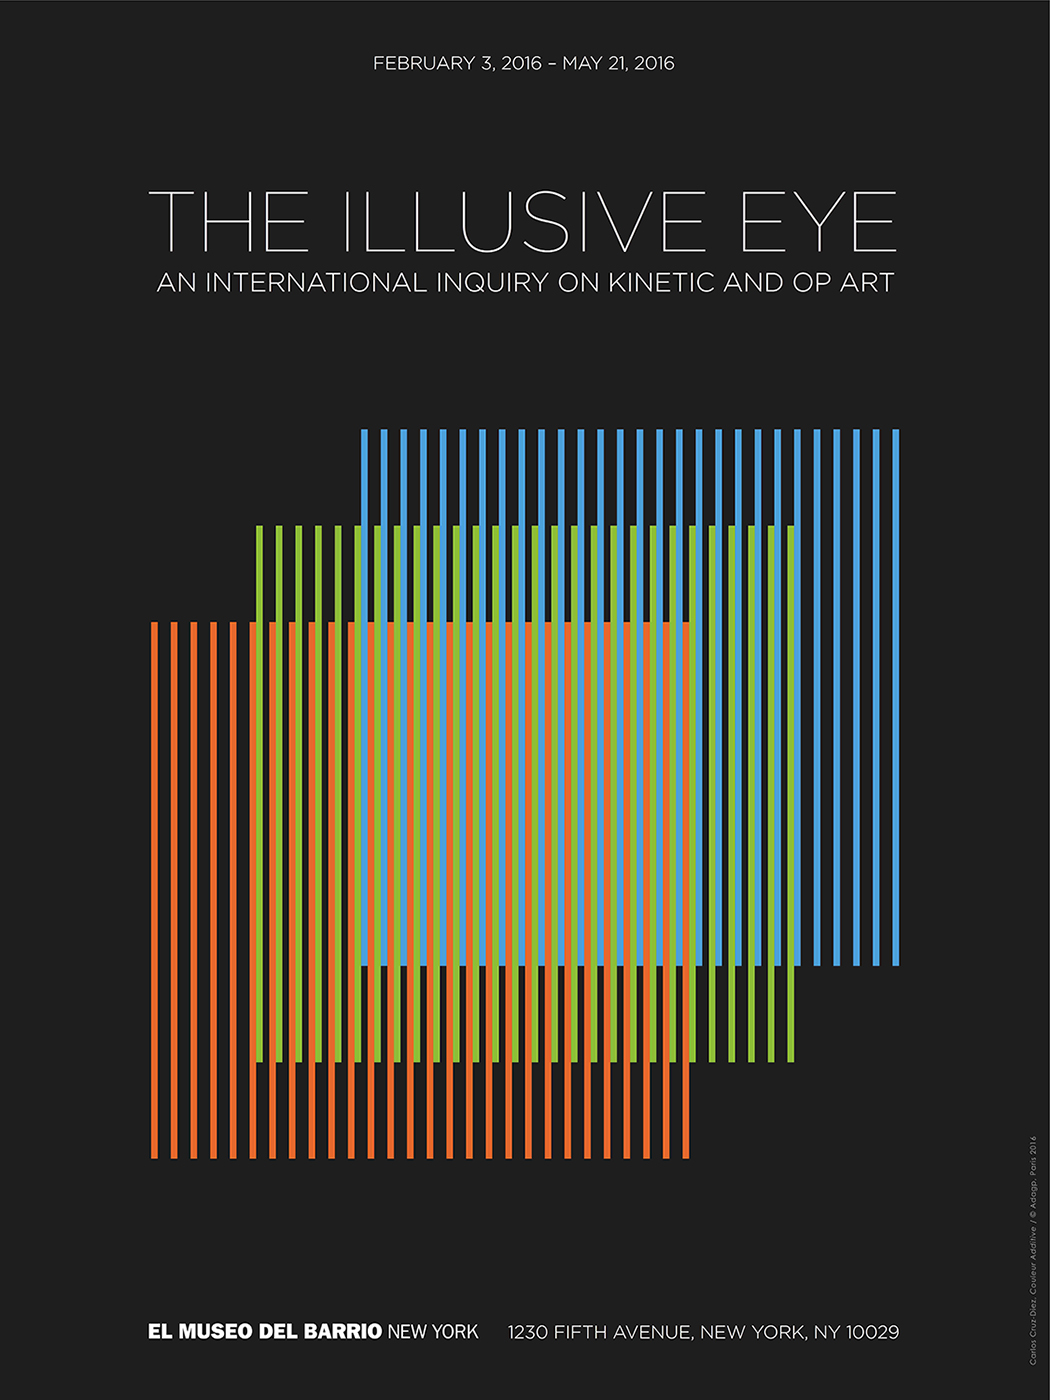 FEBRUARY 3, 2016 – MAY 21, 2016
THE ILLUSIVE EYE
AN INTERNATIONAL INQUIRY ON KINETIC AND OP ART
EL MUSEO DEL BARRIO NEW YORK 1230 FIFTH AVENUE, NEW YORK, NY 10029
Carlos Cruz-Diez, Couleur Additive / © Adagp, Paris 2016